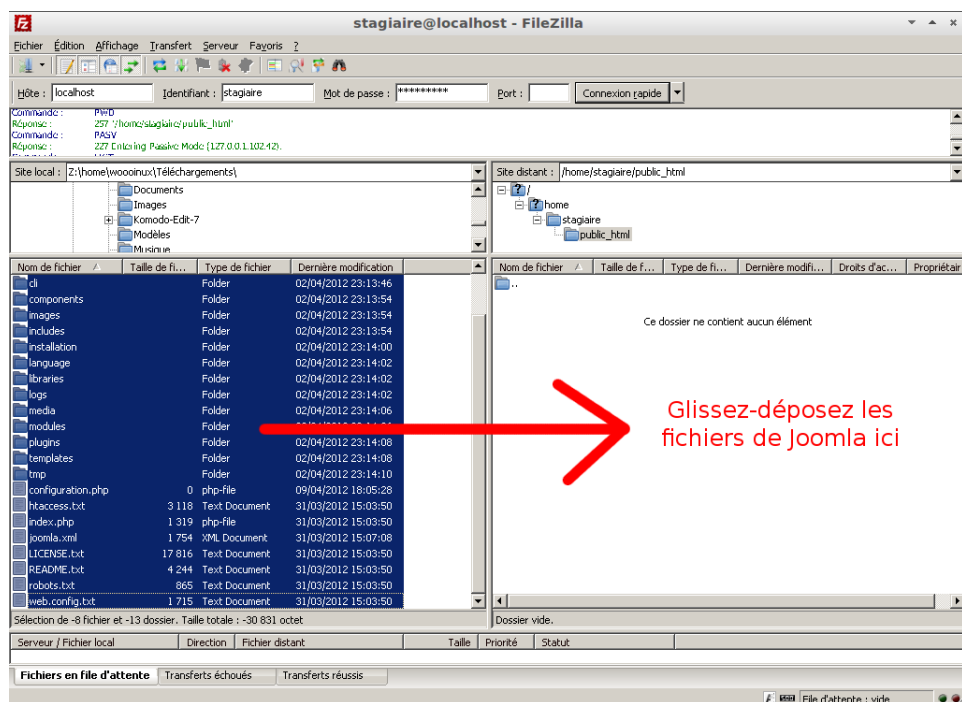 stagiaire@localhost - FileZilla
Fichier Édition Affichage Transfert Serveur Favoris ?
Hôte : localhost Identifiant : stagiaire Mot de passe : ********* Port : Connexion rapide
Commande : PWD
Réponse : 257 "/home/stagiaire/public_html"
Commande : PASV
Réponse : 227 Entering Passive Mode (127,0,0,1,102,42).
Site local : Z:\home\woooinux\Téléchargements\
Documents
Images
Komodo-Edit-7
Modèles
Musique
Site distant : /home/stagiaire/public_html
/
home
stagiaire
public_html
Nom de fichier Taille de fi... Type de fichier Dernière modification
cli Folder 02/04/2012 23:13:46
components Folder 02/04/2012 23:13:54
images Folder 02/04/2012 23:13:54
includes Folder 02/04/2012 23:13:54
installation Folder 02/04/2012 23:14:00
language Folder 02/04/2012 23:14:02
libraries Folder 02/04/2012 23:14:02
logs Folder 02/04/2012 23:14:02
media Folder 02/04/2012 23:14:06
modules Folder
plugins Folder 02/04/2012 23:14:08
templates Folder 02/04/2012 23:14:08
tmp Folder 02/04/2012 23:14:10
configuration.php 0 php-file 09/04/2012 18:05:28
htaccess.txt 3 118 Text Document 31/03/2012 15:03:50
index.php 1 319 php-file 31/03/2012 15:03:50
joomla.xml 1 754 XML Document 31/03/2012 15:07:08
LICENSE.txt 17 816 Text Document 31/03/2012 15:03:50
README.txt 4 244 Text Document 31/03/2012 15:03:50
robots.txt 865 Text Document 31/03/2012 15:03:50
web.config.txt 1 715 Text Document 31/03/2012 15:03:50
Sélection de -8 fichier et -13 dossier. Taille totale : -30 831 octet
Nom de fichier Taille de f... Type de fi... Dernière modifi... Droits d'ac... Propriétair
..
Ce dossier ne contient aucun élément
Glissez-déposez les
fichiers de Joomla ici
Dossier vide.
Serveur / Fichier local Direction Fichier distant Taille Priorité Statut
Fichiers en file d'attente Transferts échoués Transferts réussis
File d'attente : vide